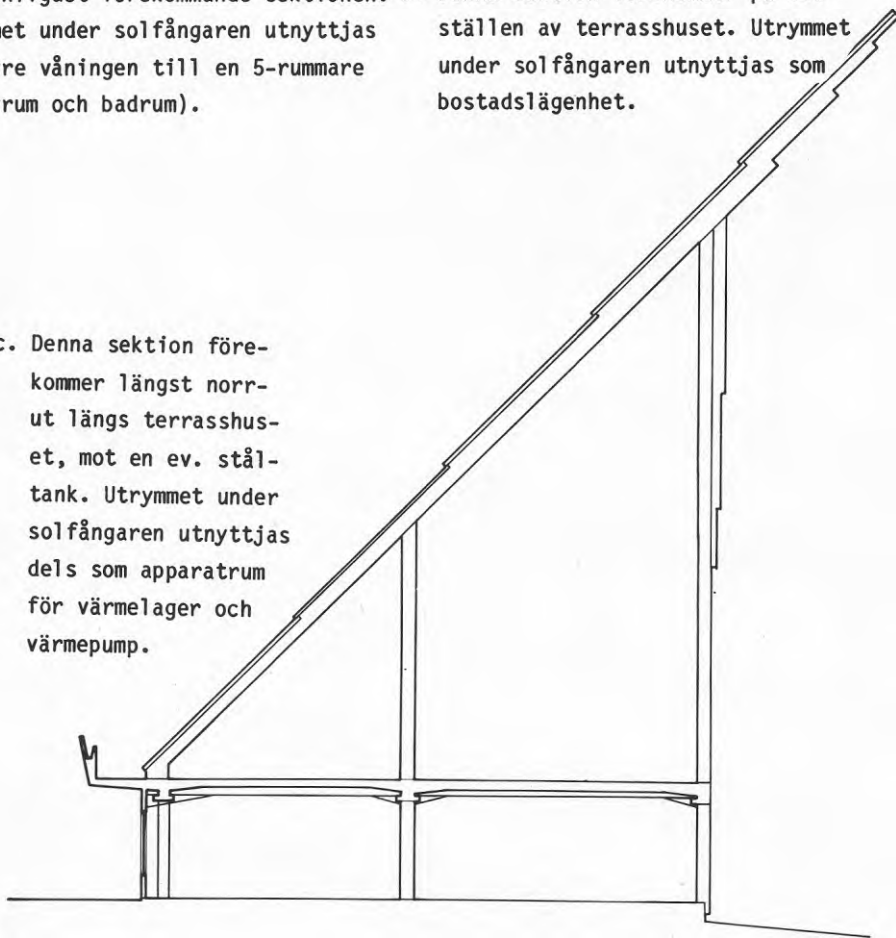 met under solfångaren utnyttjas
re våningen till en 5-rummare
rum och badrum).
ställen av terrasshuset. Utrymmet
under solfångaren utnyttjas som
bostadslägenhet.
c. Denna sektion före-
kommer längst norr-
ut längs terrasshus-
et, mot en ev. stål-
tank. Utrymmet under
solfångaren utnyttjas
dels som apparatrum
för värmelager och
värmepump.